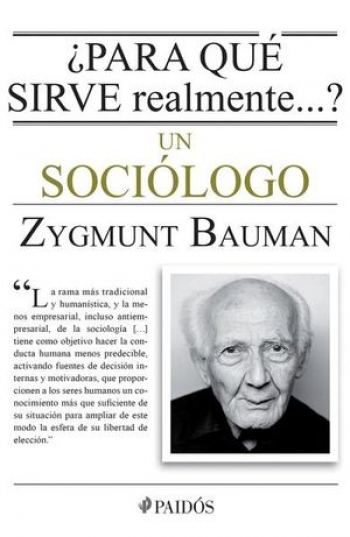 ¿PARA QUÉ
SIRVE realmente...?
UN
SOCIÓLOGO
ZYGMUNT BAUMAN
“La rama más tradicional
y humanística, y la me-
nos empresarial, incluso antiem-
presarial, de la sociología [...]
tiene como objetivo hacer la con-
ducta humana menos predecible,
activando fuentes de decisión in-
ternas y motivadoras, que propor-
cionen a los seres humanos un co-
nocimiento más que suficiente de
su situación para ampliar de este
modo la esfera de su libertad de
elección.”
PAIDÓS